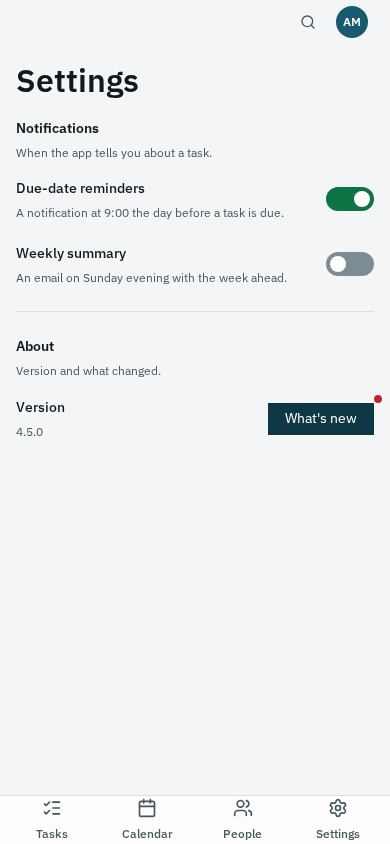 AM
Settings
Notifications
When the app tells you about a task.
Due-date reminders
A notification at 9:00 the day before a task is due.
Weekly summary
An email on Sunday evening with the week ahead.
About
Version and what changed.
Version
4.5.0
What's new
Tasks
Calendar
People
Settings